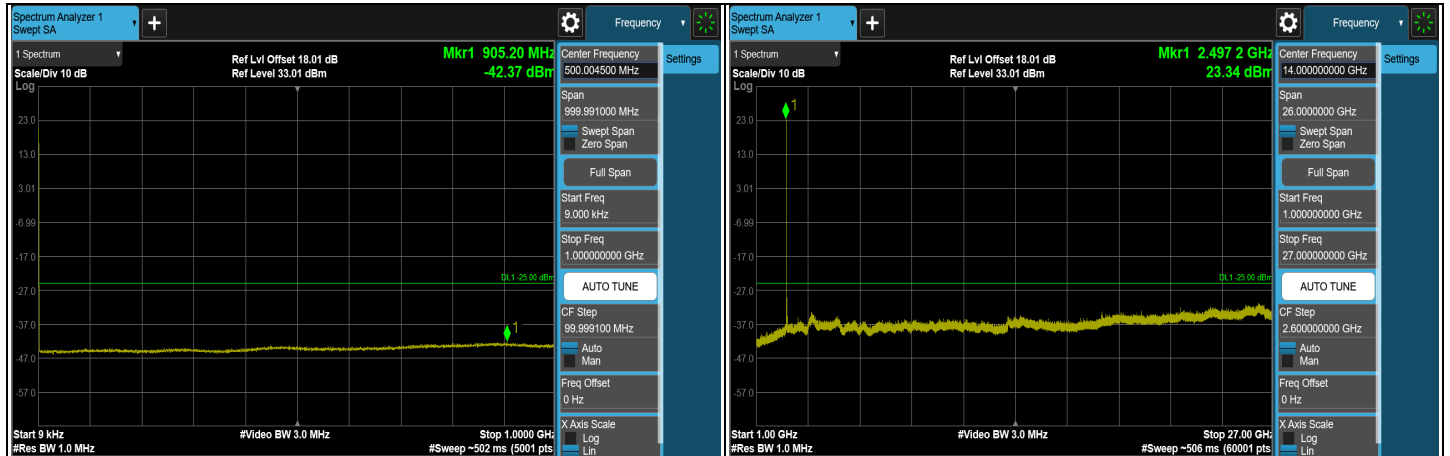 Spectrum Analyzer 1
Swept SA
+
Frequency
1 Spectrum
Ref Lvl Offset 18.01 dB
Mkr1 905.20 MHz
Scale/Div 10 dB
Ref Level 33.01 dBm
-42.37 dBm
Log
1
23.0
13.0
3.01
-6.99
-17.0
-27.0
-37.0
-47.0
-57.0
DL1 -25.00 dBm
Start 9 kHz
#Video BW 3.0 MHz
Stop 1.0000 GHz
#Res BW 1.0 MHz
#Sweep ~502 ms (5001 pts
Center Frequency
500.004500 MHz
Settings
Span
999.991000 MHz
Swept Span
Zero Span
Full Span
Start Freq
9.000 kHz
Stop Freq
1.000000000 GHz
AUTO TUNE
CF Step
99.999100 MHz
Auto
Man
Freq Offset
0 Hz
X Axis Scale
Log
Lin
Spectrum Analyzer 1
Swept SA
+
Frequency
1 Spectrum
Ref Lvl Offset 18.01 dB
Mkr1 2.497 2 GHz
Scale/Div 10 dB
Ref Level 33.01 dBm
23.34 dBm
Log
1
23.0
13.0
3.01
-6.99
-17.0
-27.0
-37.0
-47.0
-57.0
DL1 -25.00 dBm
Start 1.00 GHz
#Video BW 3.0 MHz
Stop 27.00 GHz
#Res BW 1.0 MHz
#Sweep ~506 ms (60001 pts
Center Frequency
14.000000000 GHz
Settings
Span
26.0000000 GHz
Swept Span
Zero Span
Full Span
Start Freq
1.000000000 GHz
Stop Freq
27.000000000 GHz
AUTO TUNE
CF Step
2.600000000 GHz
Auto
Man
Freq Offset
0 Hz
X Axis Scale
Log
Lin